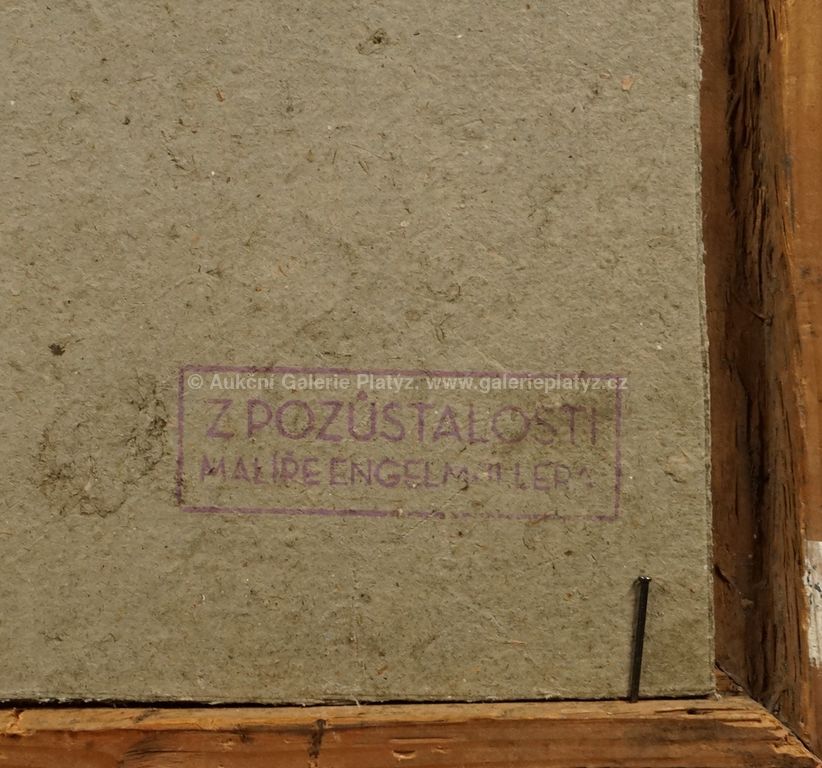 © Aukční Galerie Platýz, www.galerieplatyz.cz
Z POZŮSTALOSTI
MALÍŘE ENGELMÜLLERA